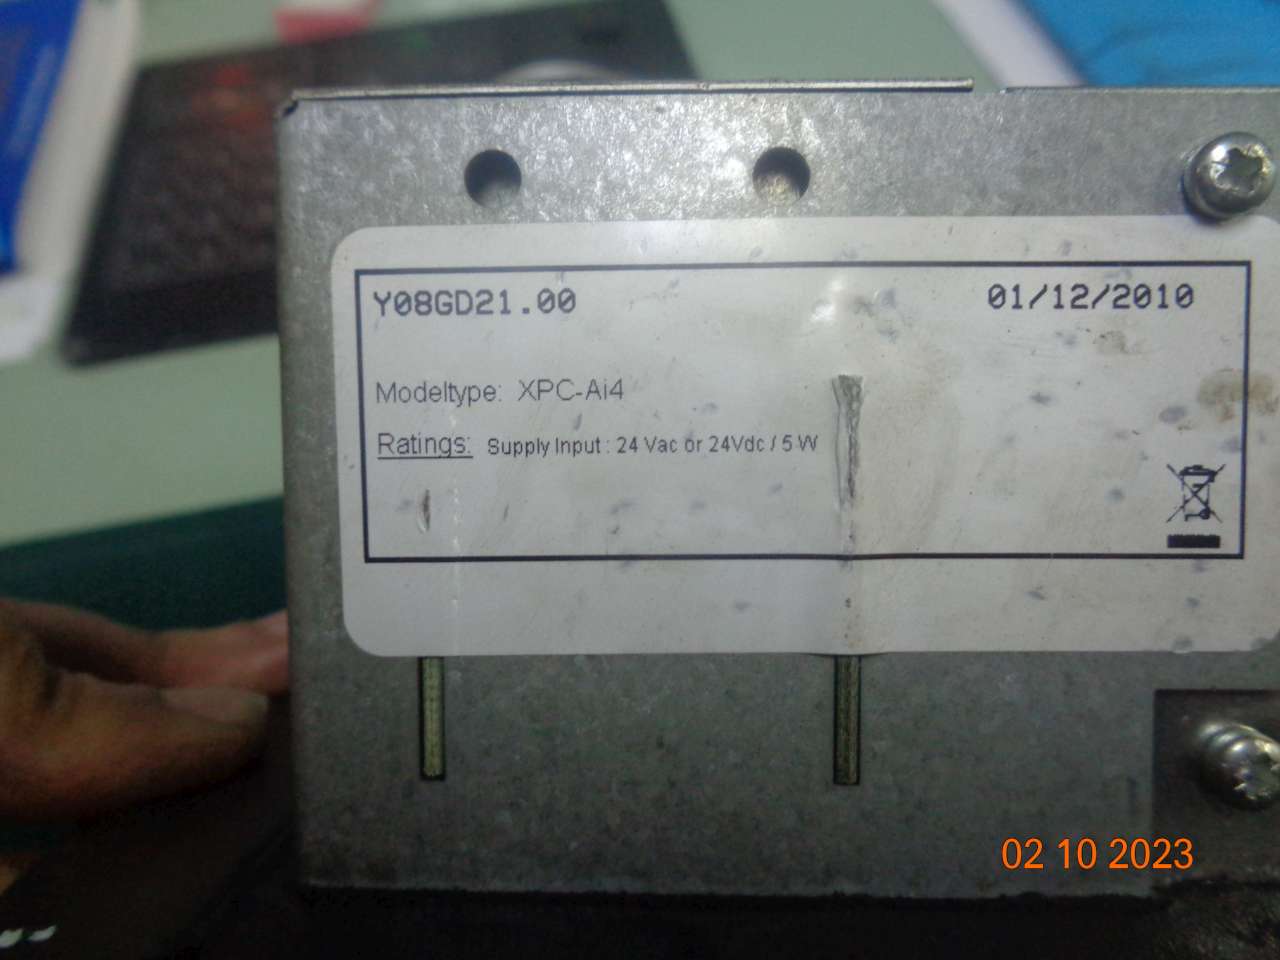 Y08GD21.00 01/12/2010
Modeltype: XPC-Ai4
Ratings: Supply Input : 24 Vac or 24Vdc / 5 W
02 10 2023